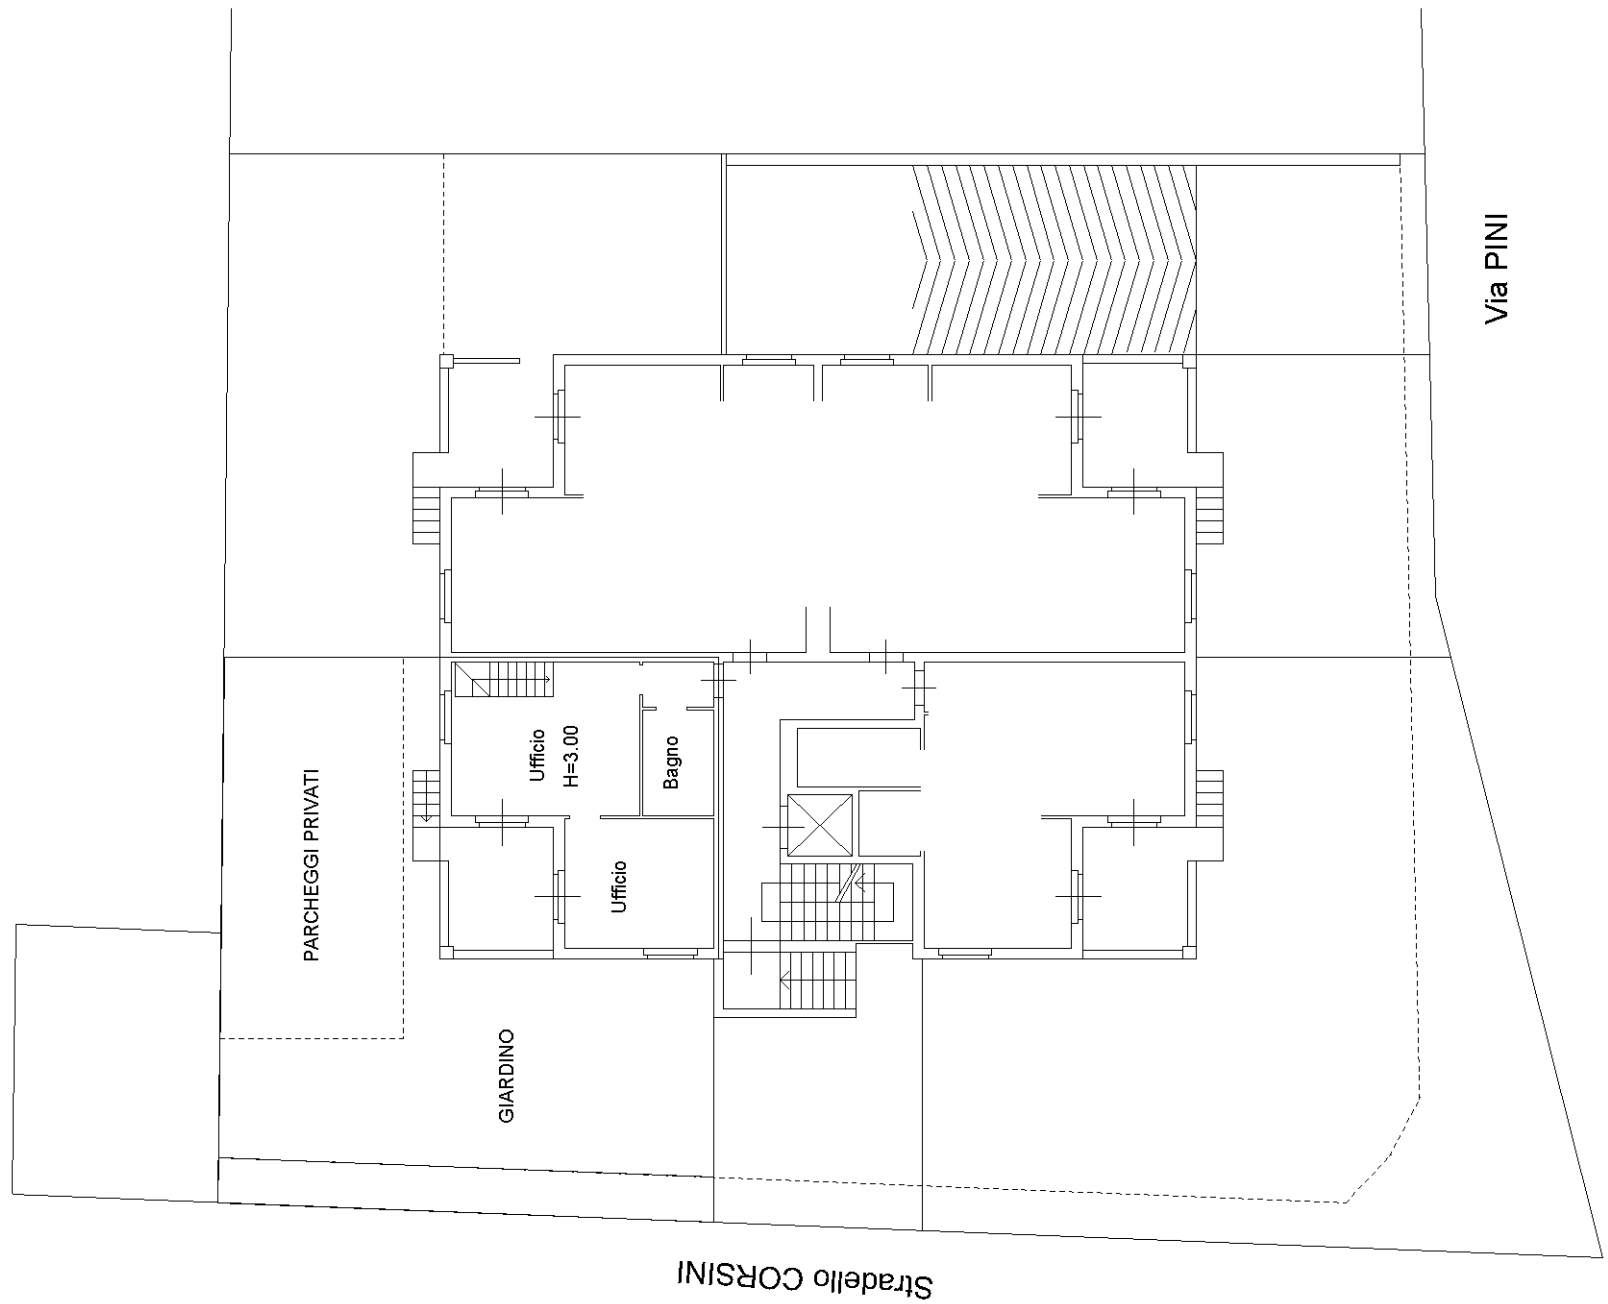 Via PINI
Ufficio
H=3.00
Bagno
PARCHEGGI PRIVATI
Ufficio
GIARDINO
Stradello CORSINI